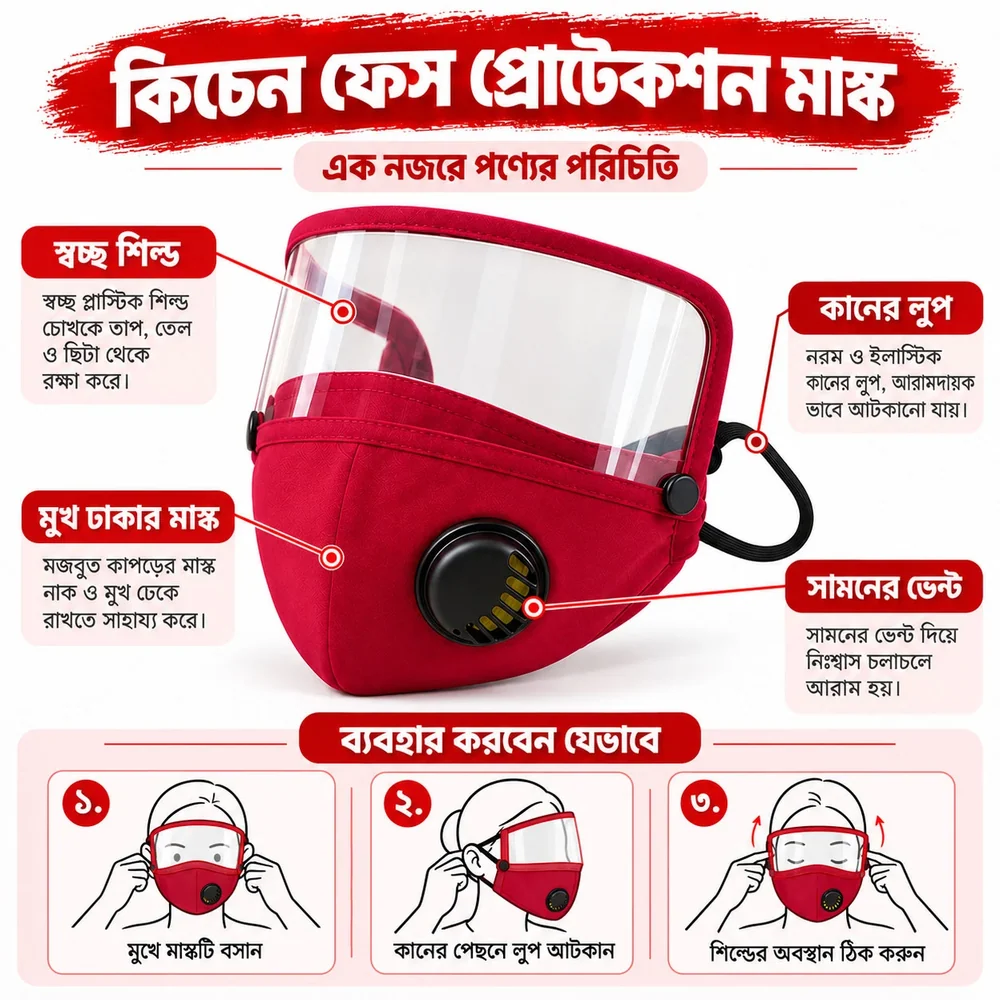 কিচেন ফেস প্রোটেকশন মাস্ক
এক নজরে পণ্যের পরিচিতি
স্বচ্ছ শিল্ড
স্বচ্ছ প্লাস্টিক শিল্ড
চোখকে তাপ, তেল
ও ছিটা থেকে
রক্ষা করে।
কানের লুপ
নরম ও ইলাস্টিক
কানের লুপ, আরামদায়ক
ভাবে আটকানো যায়।
মুখ ঢাকার মাস্ক
মজবুত কাপড়ের মাস্ক
নাক ও মুখ ঢেকে
রাখতে সাহায্য করে।
সামনের ভেন্ট
সামনের ভেন্ট দিয়ে
নিঃশ্বাস চলাচলে
আরাম হয়।
ব্যবহার করবেন যেভাবে
১.
মুখে মাস্কটি বসান
২.
কানের পেছনে লুপ আটকান
৩.
শিল্ডের অবস্থান ঠিক করুন